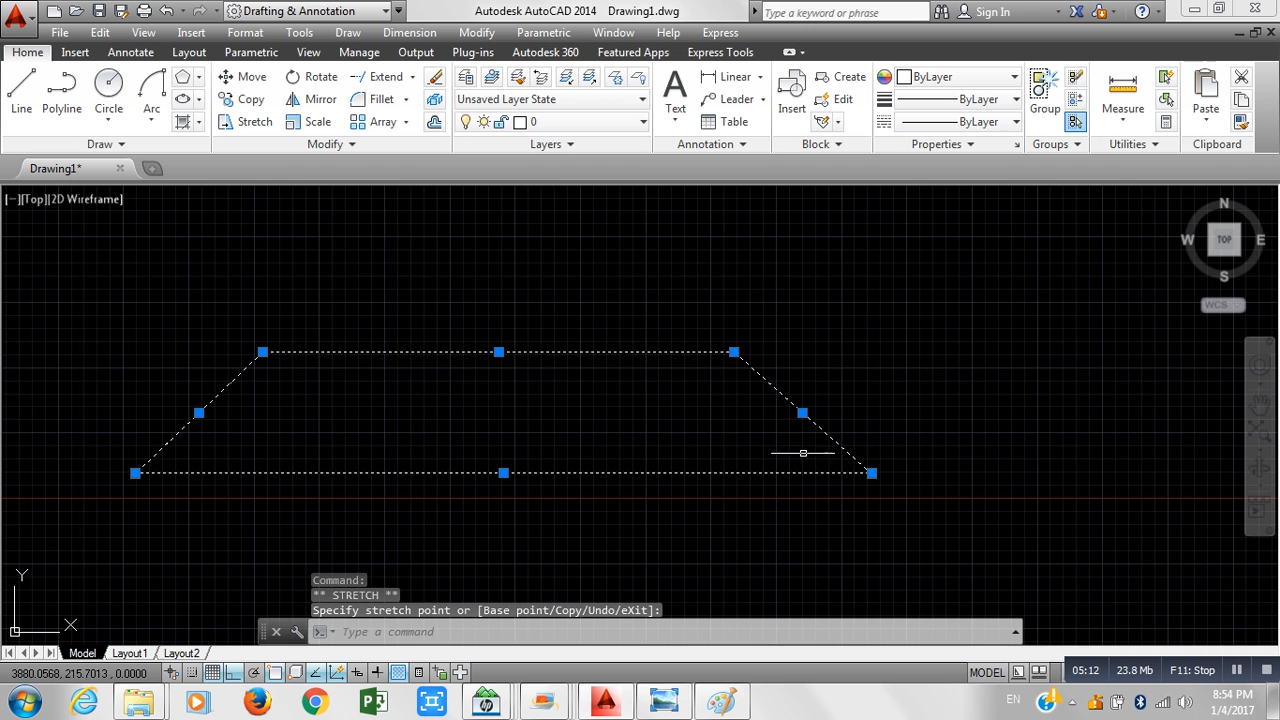 Drafting & Annotation
Autodesk AutoCAD 2014 Drawing1.dwg
Type a keyword or phrase
Sign In
File Edit View Insert Format Tools Draw Dimension Modify Parametric Window Help Express
Home Insert Annotate Layout Parametric View Manage Output Plug-ins Autodesk 360 Featured Apps Express Tools
Line Polyline Circle Arc
Move Rotate Extend
Copy Mirror Fillet
Stretch Scale Array
Unsaved Layer State
0
Text
Linear
Leader
Table
Insert
Create
Edit
ByLayer
ByLayer
ByLayer
Group
Measure
Paste
Draw Modify Layers Annotation Block Properties Groups Utilities Clipboard
Drawing1*
[−][Top][2D Wireframe]
N
W TOP E
S
WCS
Y
X
Command:
** STRETCH **
Specify stretch point or [Base point/Copy/Undo/eXit]:
Type a command
Model Layout1 Layout2
3880.0568, 215.7013, 0.0000
MODEL
05:12 23.8 Mb F11: Stop
EN
8:54 PM
1/4/2017